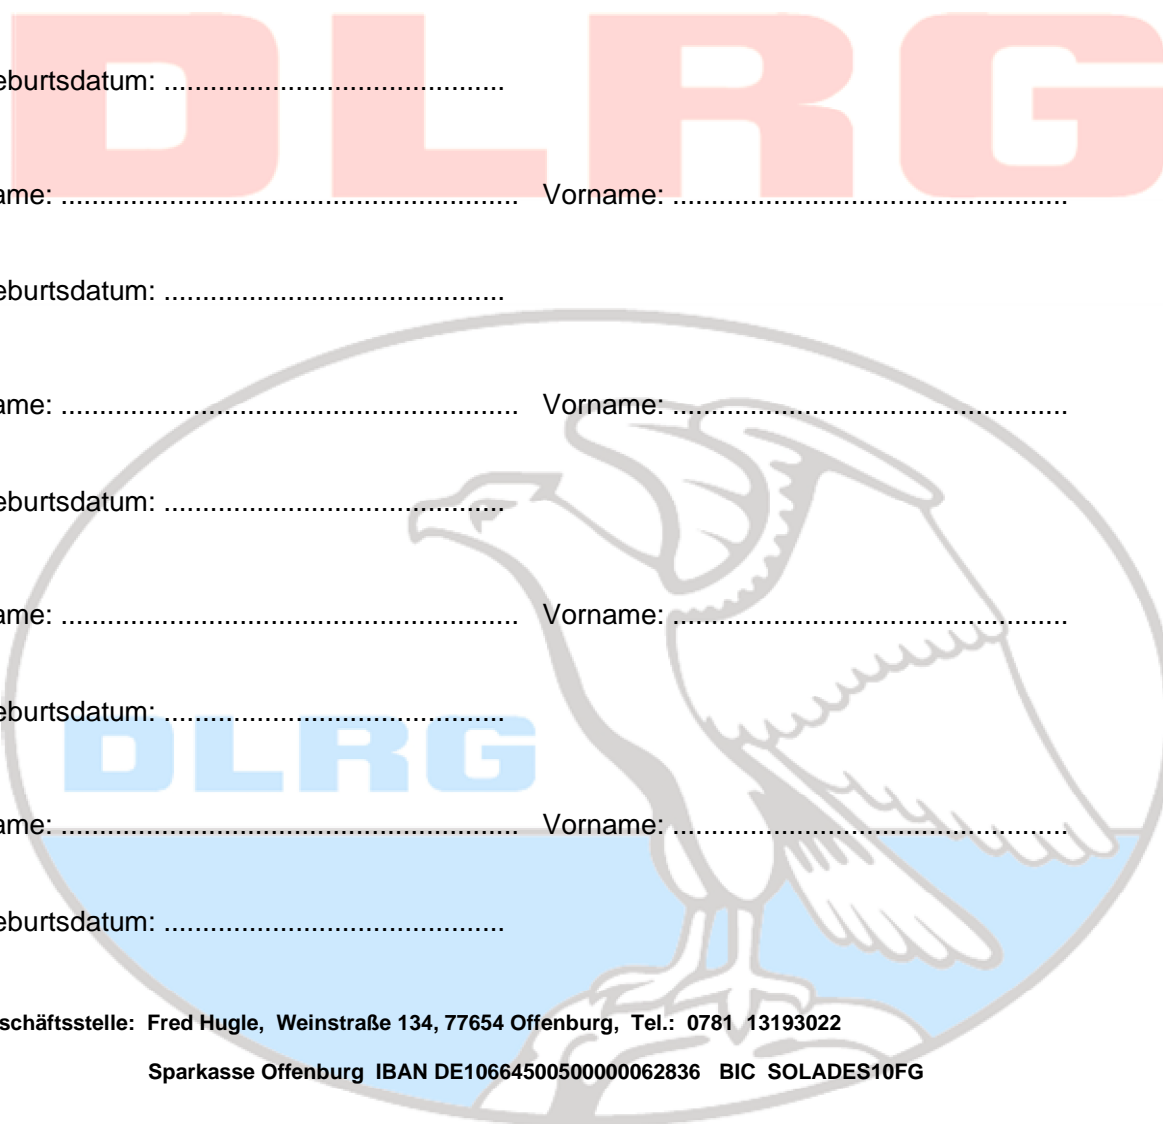 DLRG
eburtsdatum: ............................................
ame: ........................................................... Vorname: ...................................................
eburtsdatum: ............................................
ame: ........................................................... Vorname: ...................................................
eburtsdatum: ............................................
ame: ........................................................... Vorname: ...................................................
eburtsdatum: ............................................
DLRG
ame: ........................................................... Vorname: ...................................................
eburtsdatum: ............................................
schäftsstelle: Fred Hugle, Weinstraße 134, 77654 Offenburg, Tel.: 0781 13193022
Sparkasse Offenburg IBAN DE10664500500000062836 BIC SOLADES10FG